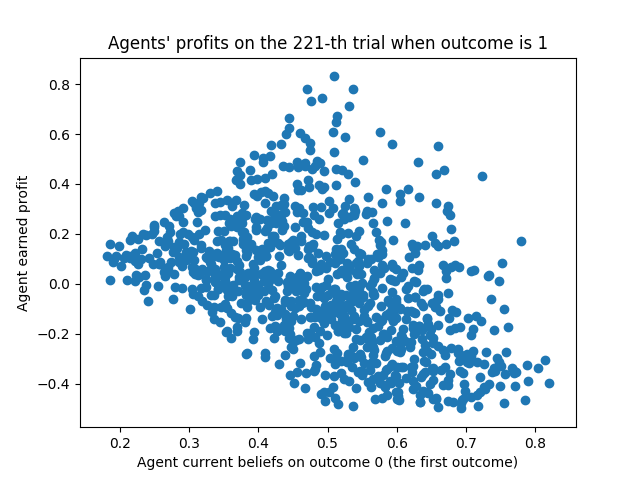 Agents' profits on the 221-th trial when outcome is 1
0.8
0.6
0.4
0.2
0.0
−0.2
−0.4
Agent earned profit
0.2 0.3 0.4 0.5 0.6 0.7 0.8
Agent current beliefs on outcome 0 (the first outcome)